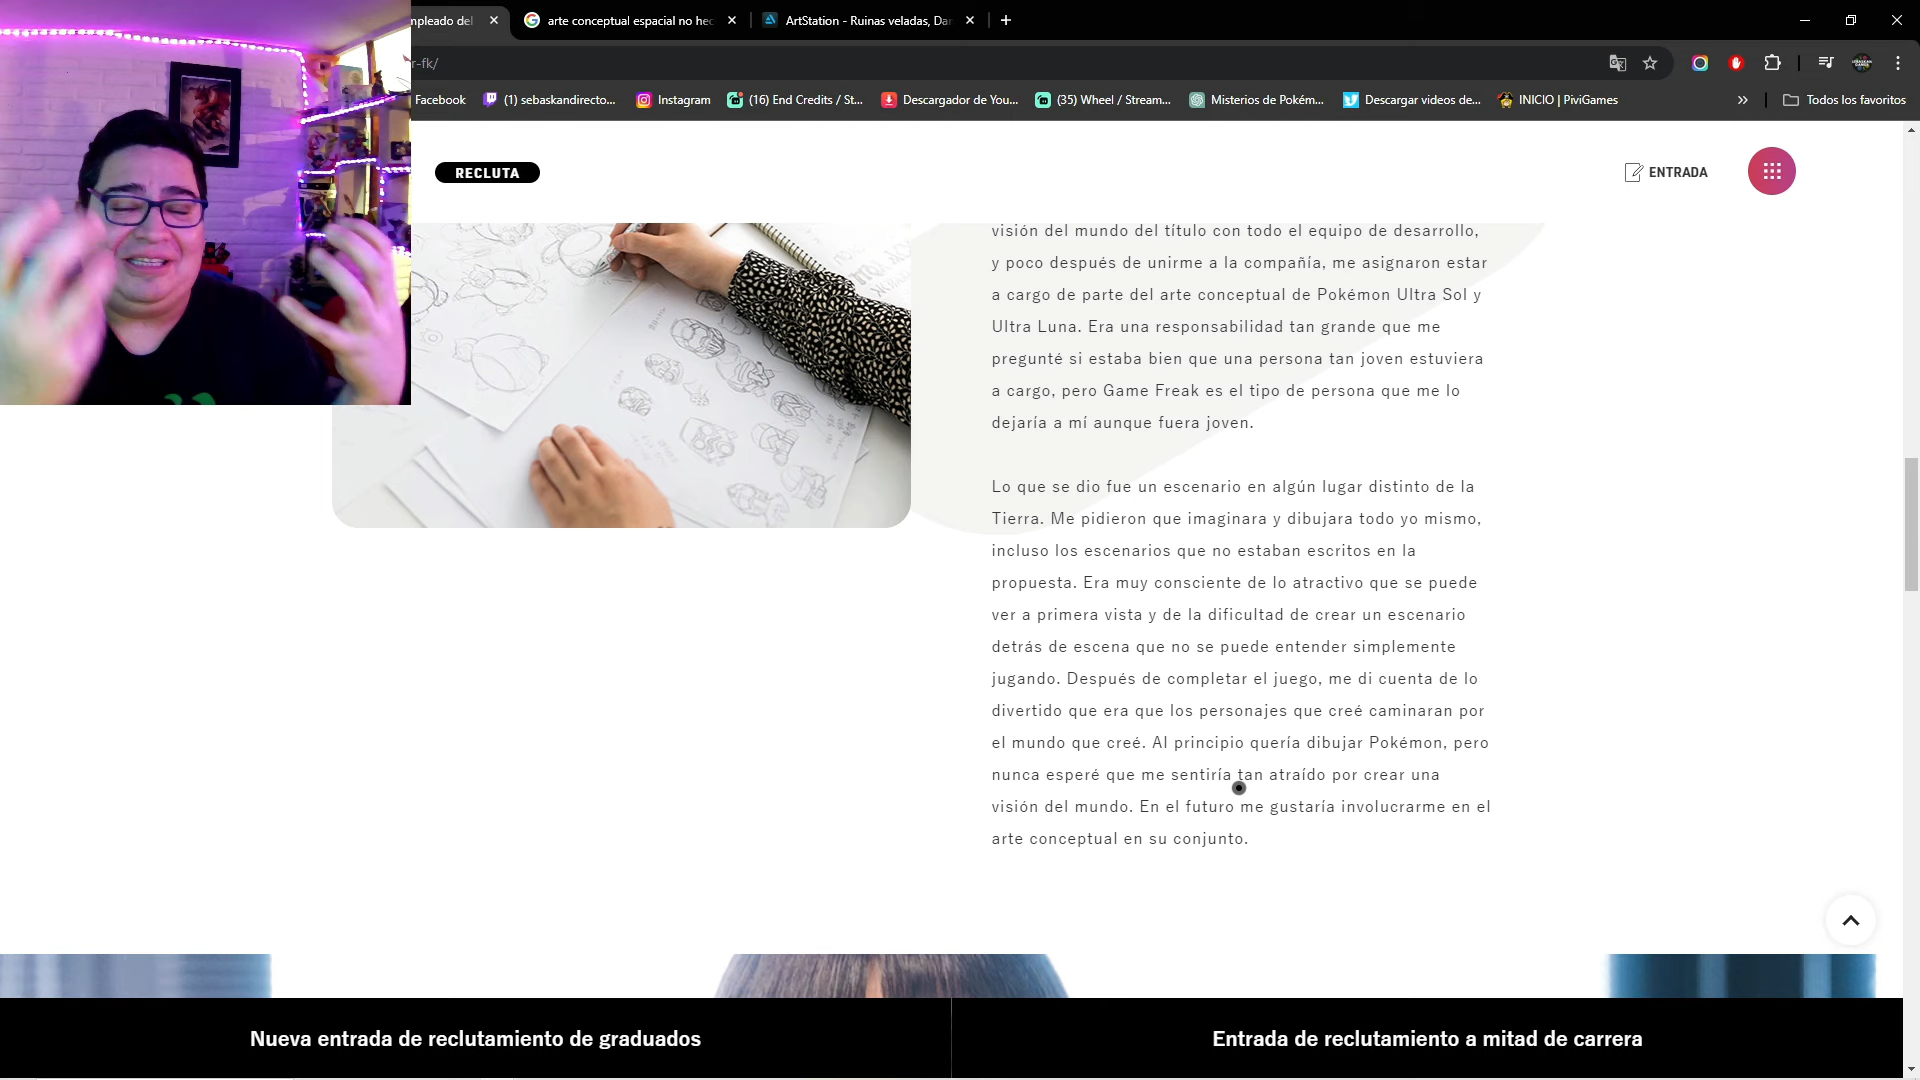 mpleado del
arte conceptual espacial no hec
ArtStation - Ruinas veladas, Da
r-fk/
Facebook
(1) sebaskandirecto...
Instagram
(16) End Credits / St...
Descargador de You...
(35) Wheel / Stream...
Misterios de Pokém...
Descargar videos de...
INICIO | PiviGames
Todos los favoritos
RECLUTA
ENTRADA
visión del mundo del título con todo el equipo de desarrollo,
y poco después de unirme a la compañía, me asignaron estar
a cargo de parte del arte conceptual de Pokémon Ultra Sol y
Ultra Luna. Era una responsabilidad tan grande que me
pregunté si estaba bien que una persona tan joven estuviera
a cargo, pero Game Freak es el tipo de persona que me lo
dejaría a mí aunque fuera joven.
Lo que se dio fue un escenario en algún lugar distinto de la
Tierra. Me pidieron que imaginara y dibujara todo yo mismo,
incluso los escenarios que no estaban escritos en la
propuesta. Era muy consciente de lo atractivo que se puede
ver a primera vista y de la dificultad de crear un escenario
detrás de escena que no se puede entender simplemente
jugando. Después de completar el juego, me di cuenta de lo
divertido que era que los personajes que creé caminaran por
el mundo que creé. Al principio quería dibujar Pokémon, pero
nunca esperé que me sentiría tan atraído por crear una
visión del mundo. En el futuro me gustaría involucrarme en el
arte conceptual en su conjunto.
Nueva entrada de reclutamiento de graduados
Entrada de reclutamiento a mitad de carrera